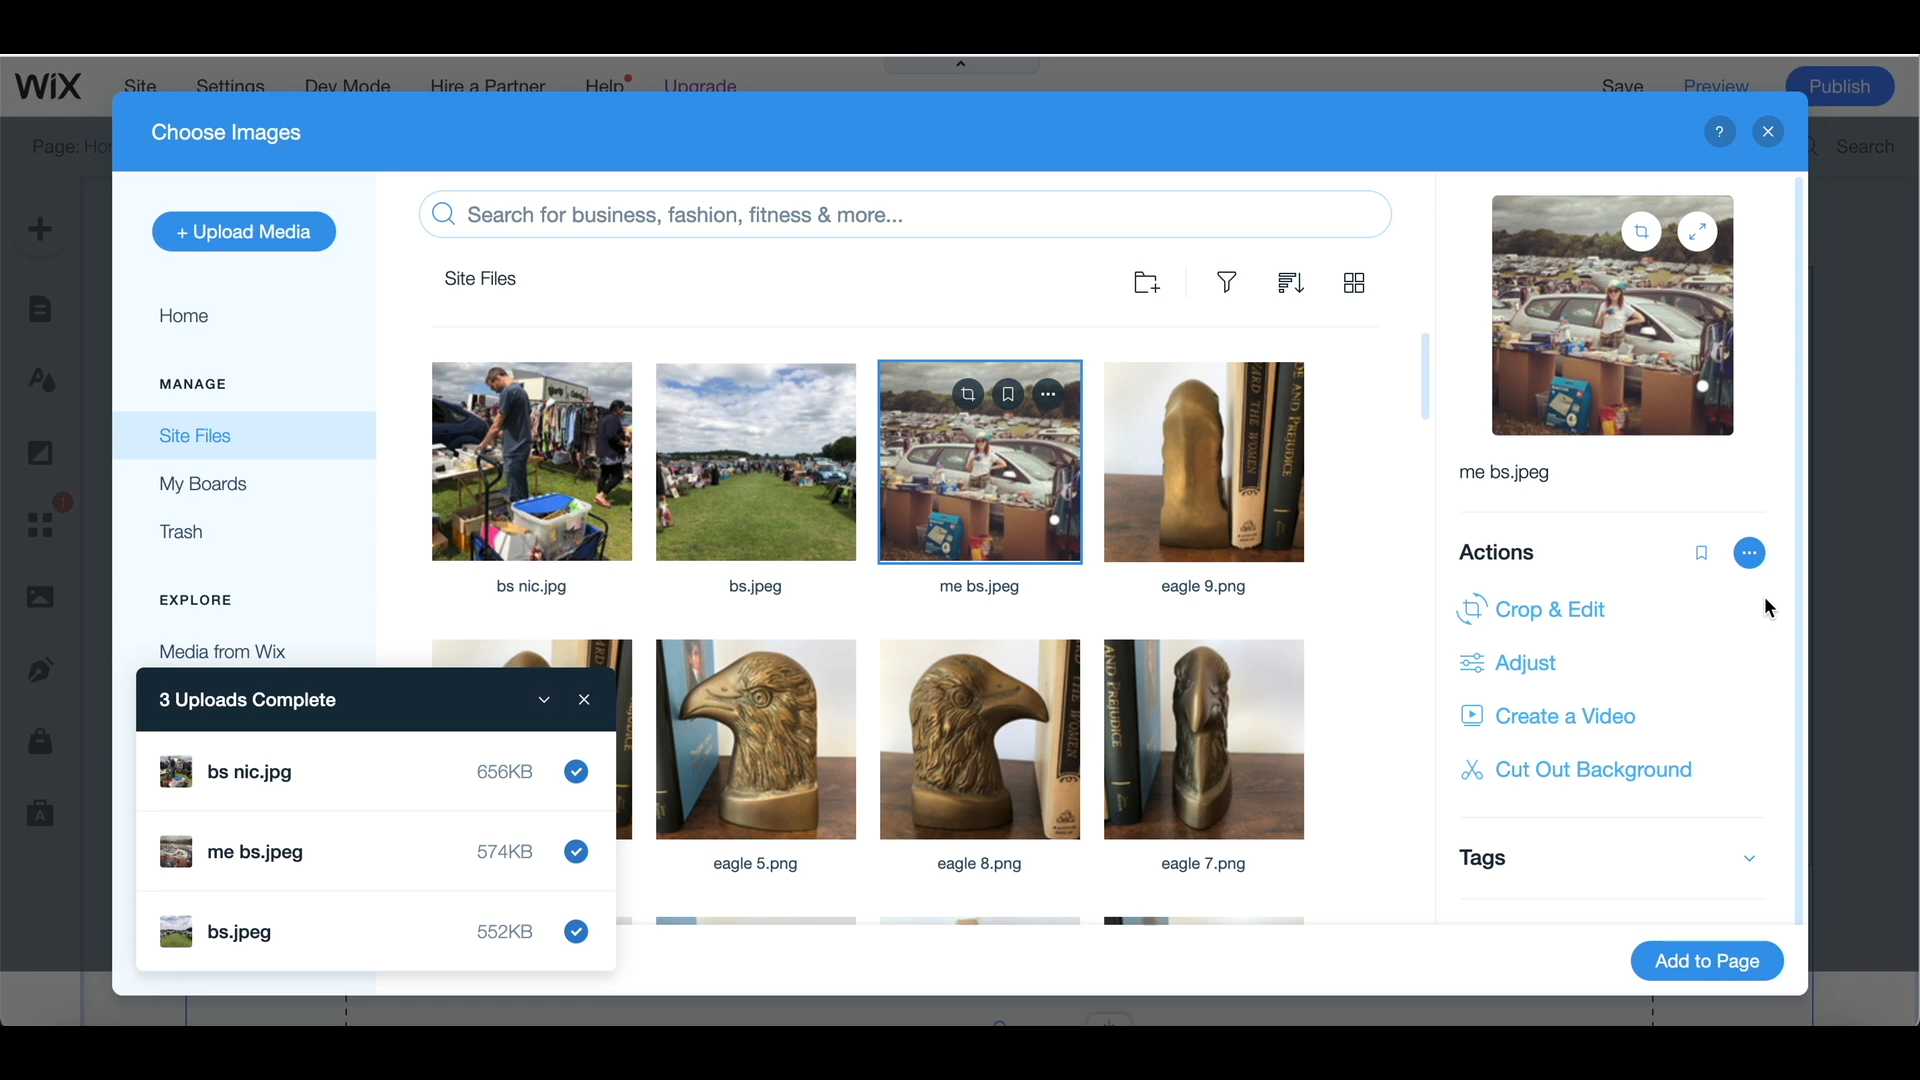 WiX
Site Settings Dev Mode Hire a Partner Help Upgrade
Save Preview Publish
Page: Hor
Search
Choose Images
?
+ Upload Media
Search for business, fashion, fitness & more...
Site Files
Home
MANAGE
Site Files
My Boards
Trash
EXPLORE
Media from Wix
1
bs nic.jpg
bs.jpeg
me bs.jpeg
eagle 9.png
eagle 5.png
eagle 8.png
eagle 7.png
3 Uploads Complete
bs nic.jpg 656KB
me bs.jpeg 574KB
bs.jpeg 552KB
me bs.jpeg
Actions
Crop & Edit
Adjust
Create a Video
Cut Out Background
Tags
Add to Page